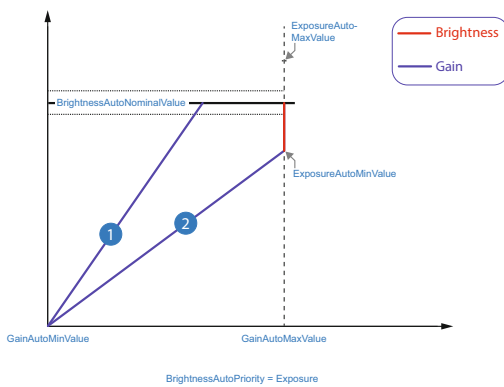 ExposureAuto-
MaxValue
Brightness
Gain
BrightnessAutoNominalValue
ExposureAutoMinValue
1
2
GainAutoMinValue
GainAutoMaxValue
BrightnessAutoPriority = Exposure